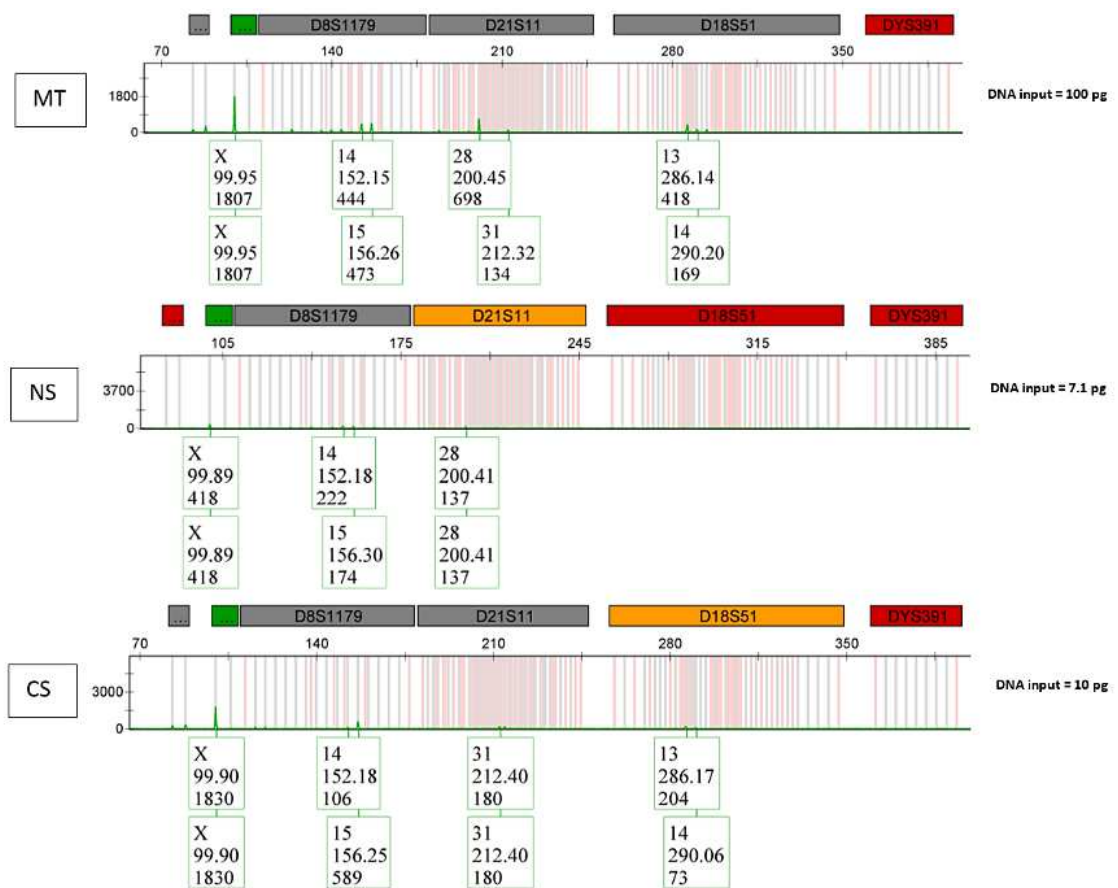 ... ... D8S1179 D21S11 D18S51 DYS391
70 140 210 280 350
MT
1800
0
DNA input = 100 pg
X 14 28 13
99.95 152.15 200.45 286.14
1807 444 698 418
X 15 31 14
99.95 156.26 212.32 290.20
1807 473 134 169
... D8S1179 D21S11 D18S51 DYS391
105 175 245 315 385
NS
3700
0
DNA input = 7.1 pg
X 14 28
99.89 152.18 200.41
418 222 137
X 15 28
99.89 156.30 200.41
418 174 137
... ... D8S1179 D21S11 D18S51 DYS391
70 140 210 280 350
CS
3000
0
DNA input = 10 pg
X 14 31 13
99.90 152.18 212.40 286.17
1830 106 180 204
X 15 31 14
99.90 156.25 212.40 290.06
1830 589 180 73